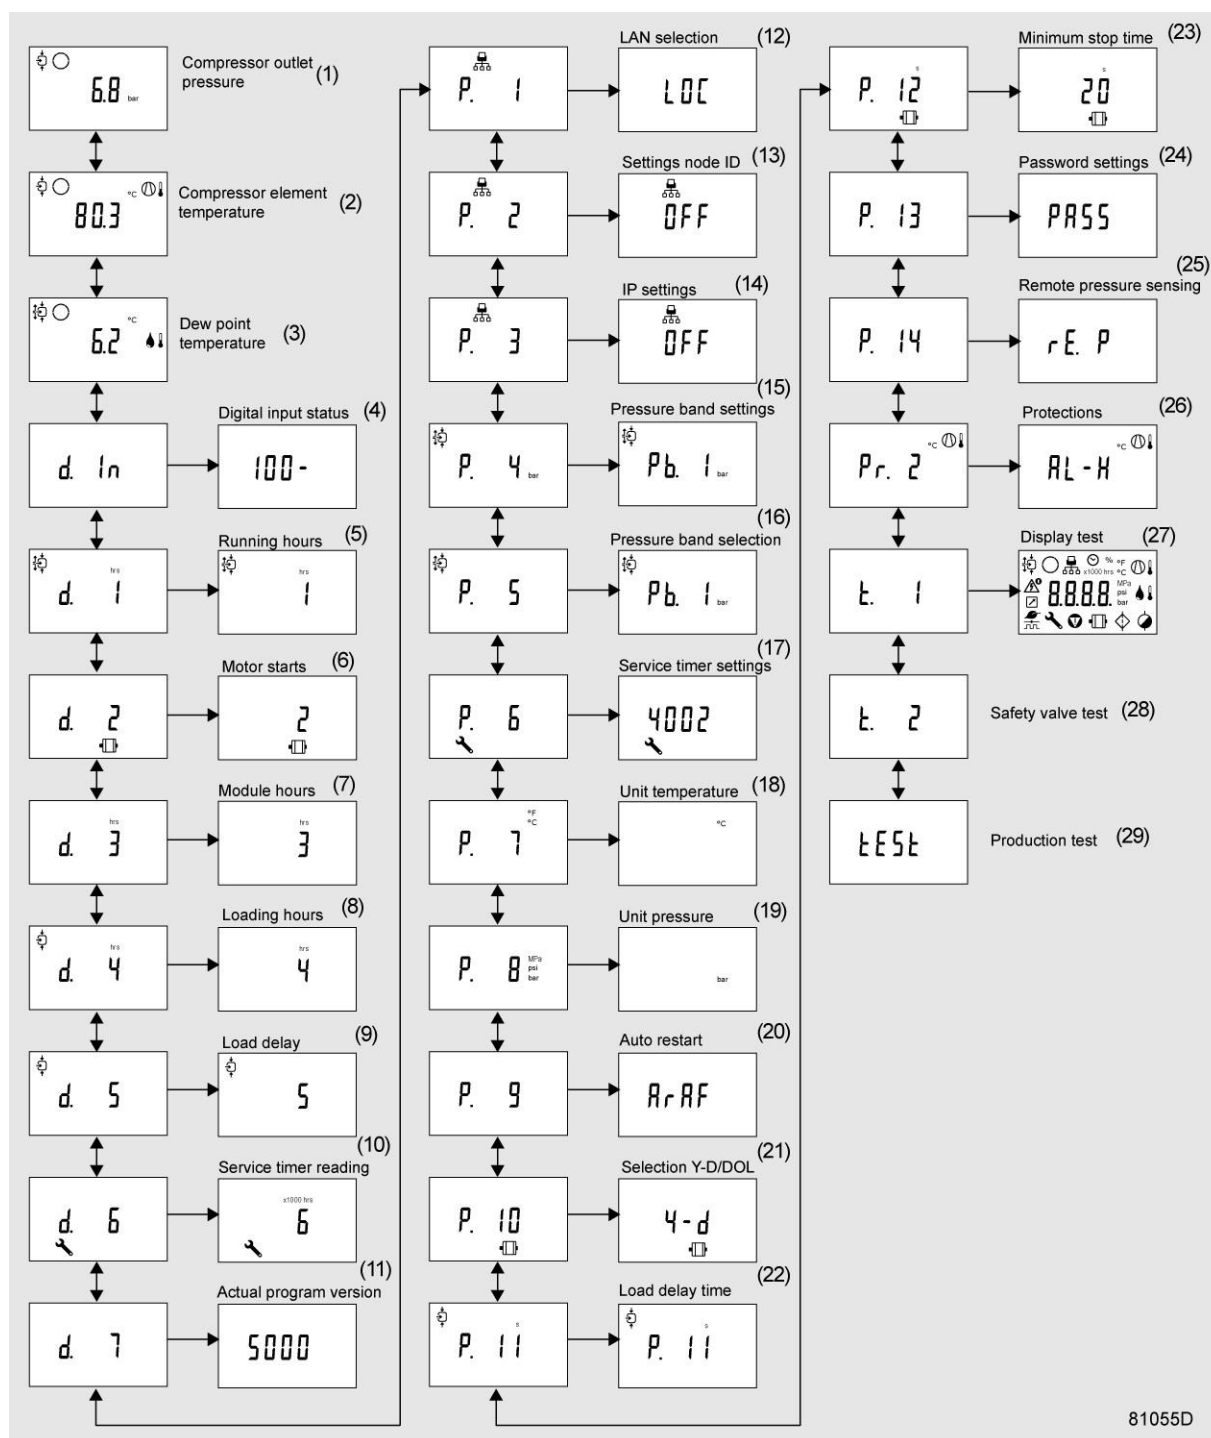 Compressor outlet
pressure
(1)
6.8 bar
°C
80.3
Compressor element
temperature
(2)
°C
6.2
Dew point
temperature
(3)
Digital input status
(4)
d. In
100-
Running hours
(5)
hrs
d. 1
hrs
1
Motor starts
(6)
d. 2
2
Module hours
(7)
hrs
d. 3
hrs
3
Loading hours
(8)
hrs
d. 4
hrs
4
Load delay
(9)
d. 5
5
(10)
Service timer reading
d. 6
x1000 hrs
6
(11)
Actual program version
d. 7
5000
LAN selection
(12)
P. 1
LOC
Settings node ID
(13)
P. 2
OFF
IP settings
(14)
P. 3
OFF
(15)
Pressure band settings
P. 4 bar
Pb. 1 bar
(16)
Pressure band selection
P. 5
Pb. 1 bar
(17)
Service timer settings
P. 6
4002
Unit temperature
(18)
°F
°C
P. 7
°C
Unit pressure
(19)
P. 8
MPa
psi
bar
bar
(20)
Auto restart
P. 9
ArAF
(21)
Selection Y-D/DOL
P. 10
Y-d
(22)
Load delay time
s
P. 11
s
P. 11
Minimum stop time
(23)
s
P. 12
s
20
Password settings
(24)
P. 13
PASS
(25)
Remote pressure sensing
P. 14
rE. P
Protections
(26)
°C
Pr. 2
°C
AL-H
Display test
(27)
t. 1
% °F
x1000 hrs °C
8.8.8.8.
MPa
psi
bar
t. 2
Safety valve test
(28)
tESt
Production test
(29)
81055D